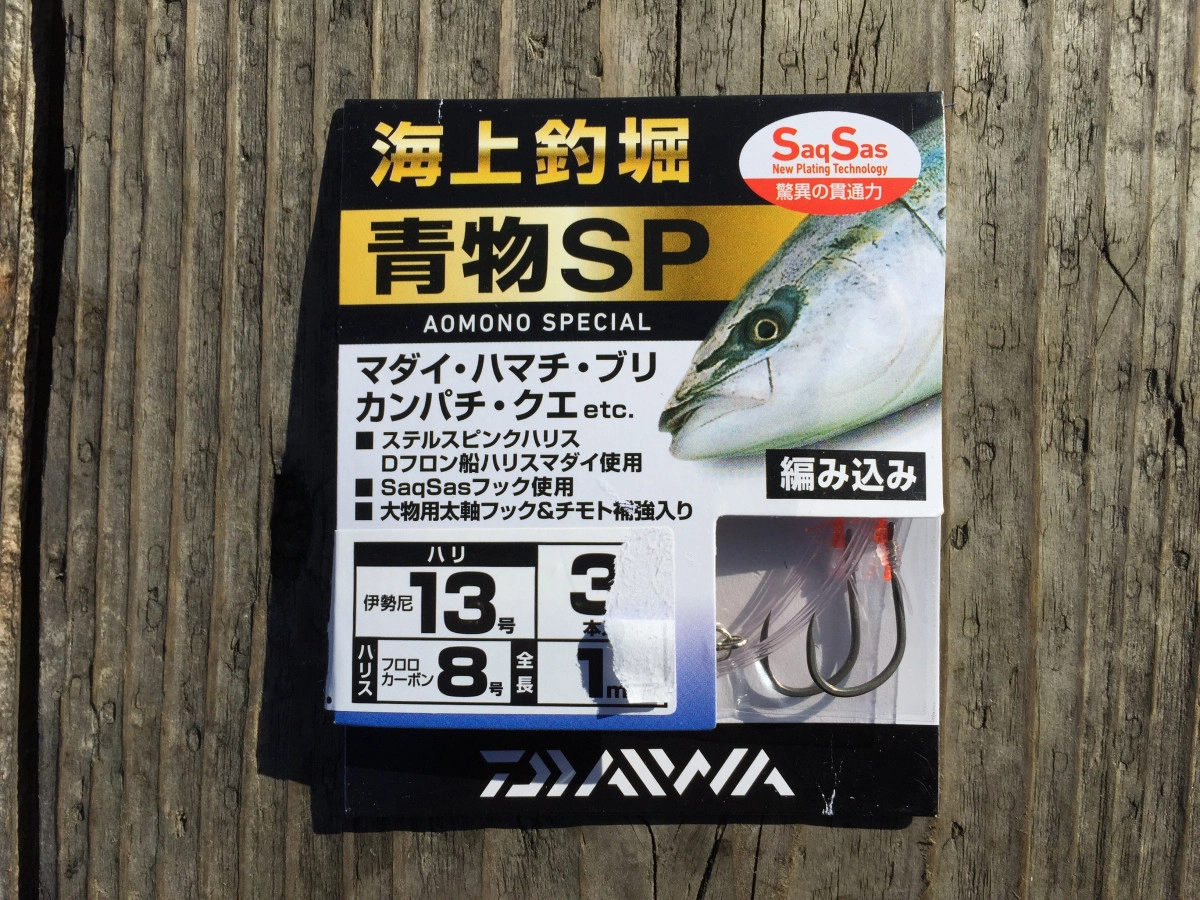 海上釣堀
SaqSas
New Plating Technology
驚異の貫通力
青物SP
AOMONO SPECIAL
マダイ・ハマチ・ブリ
カンパチ・クエ etc.
■ ステルスピンクハリス
Dフロン船ハリスマダイ使用
■ SaqSasフック使用
■ 大物用太軸フック&チモト補強入り
編み込み
ハリ
伊勢尼 13号
3
本
ハリス フロロカーボン 8号
全長 1m
DAIWA